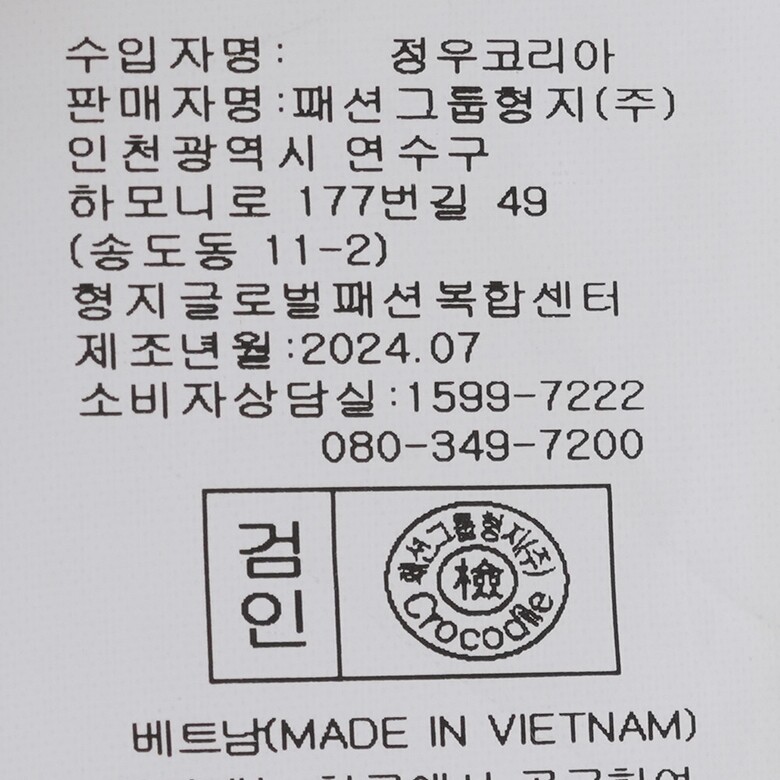 수입자명: 정우코리아
판매자명:패션그룹형지(주)
인천광역시 연수구
하모니로 177번길 49
(송도동 11-2)
형지글로벌패션복합센터
제조년월:2024.07
소비자상담실:1599-7222
080-349-7200
검인
패션그룹형지(주)
檢
Crocodile
베트남(MADE IN VIETNAM)